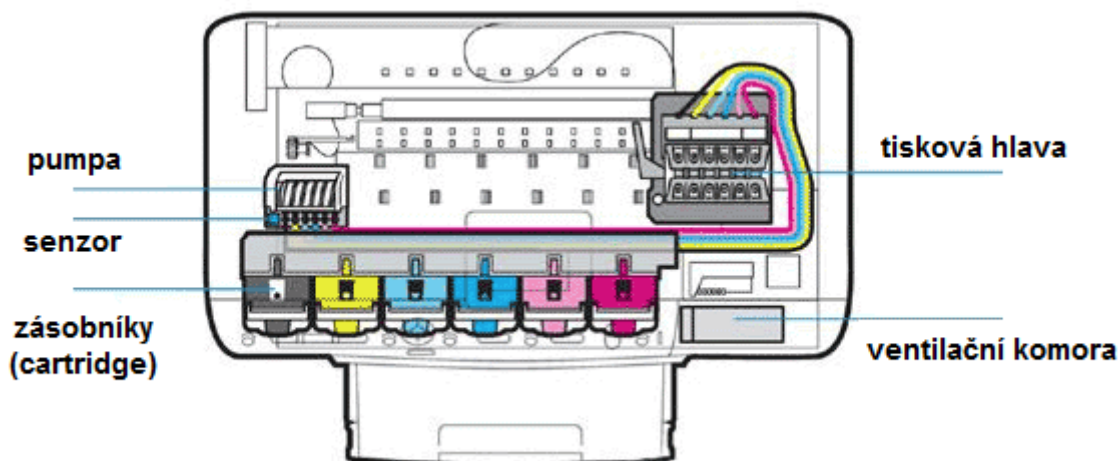 pumpa
senzor
zásobníky
(cartridge)
tisková hlava
ventilační komora